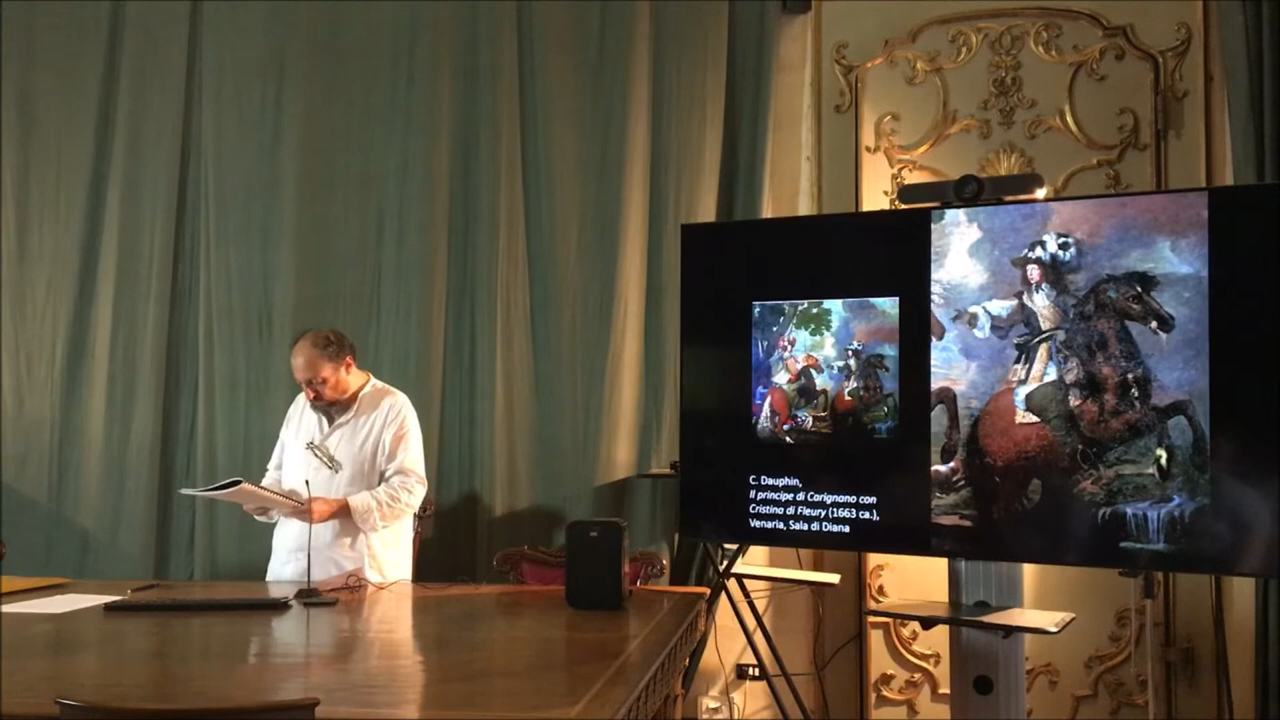 C. Dauphin,
Il principe di Carignano con
Cristina di Fleury (1663 ca.),
Venaria, Sala di Diana